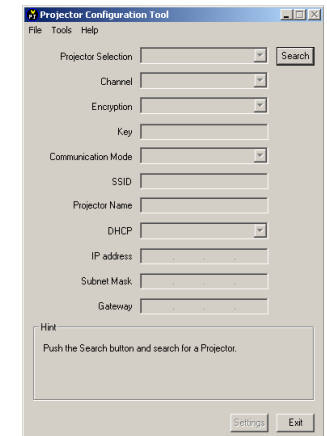 Projector Configuration Tool
File Tools Help
Projector Selection Search
Channel
Encryption
Key
Communication Mode
SSID
Projector Name
DHCP
IP address
Subnet Mask
Gateway
Hint
Push the Search button and search for a Projector.
Settings Exit